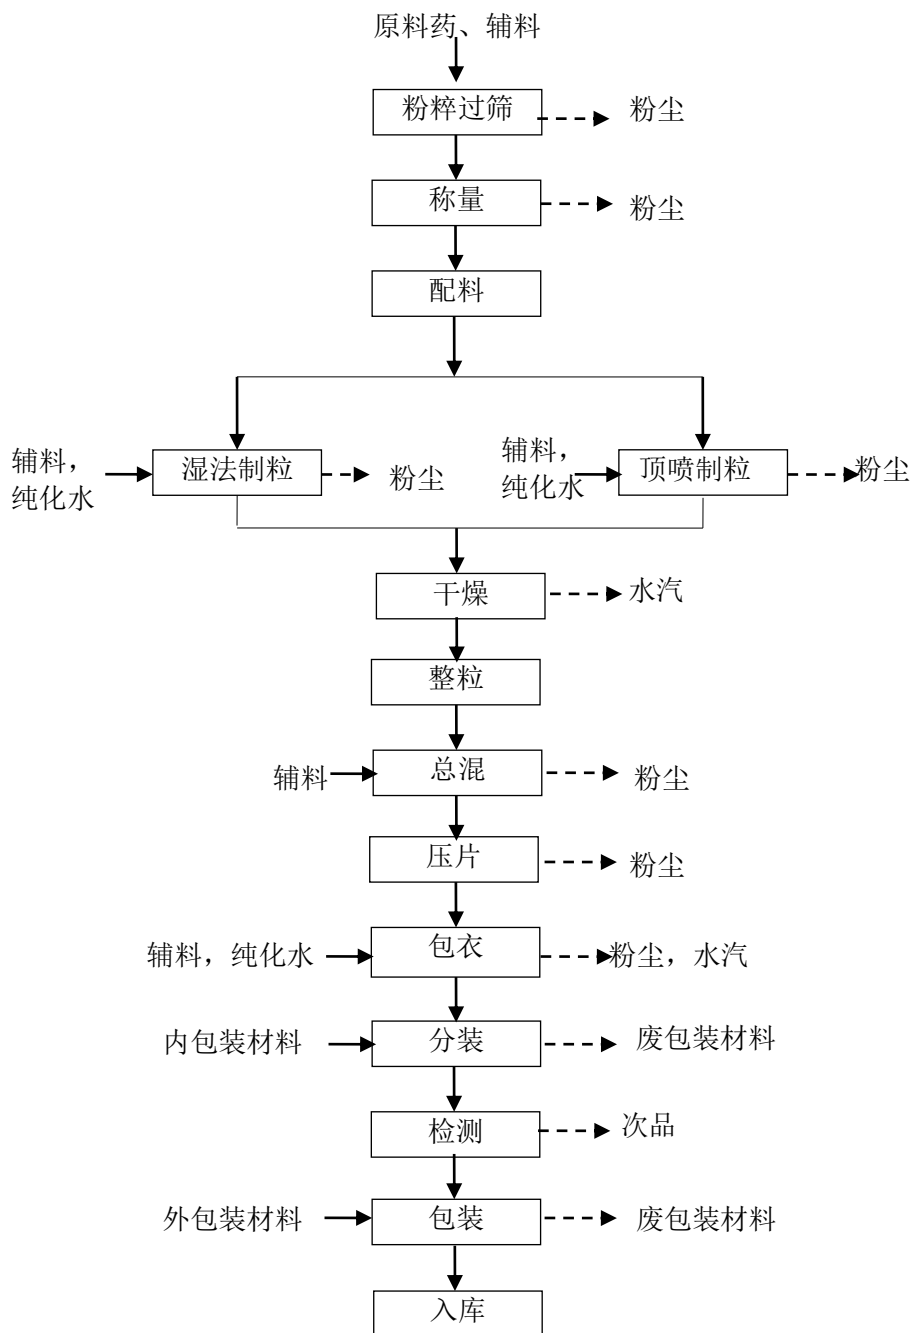 原料药、辅料
粉粹过筛
粉尘
称量
粉尘
配料
辅料，
纯化水
湿法制粒
粉尘
辅料，
纯化水
顶喷制粒
粉尘
干燥
水汽
整粒
辅料
总混
粉尘
压片
粉尘
辅料，纯化水
包衣
粉尘，水汽
内包装材料
分装
废包装材料
检测
次品
外包装材料
包装
废包装材料
入库